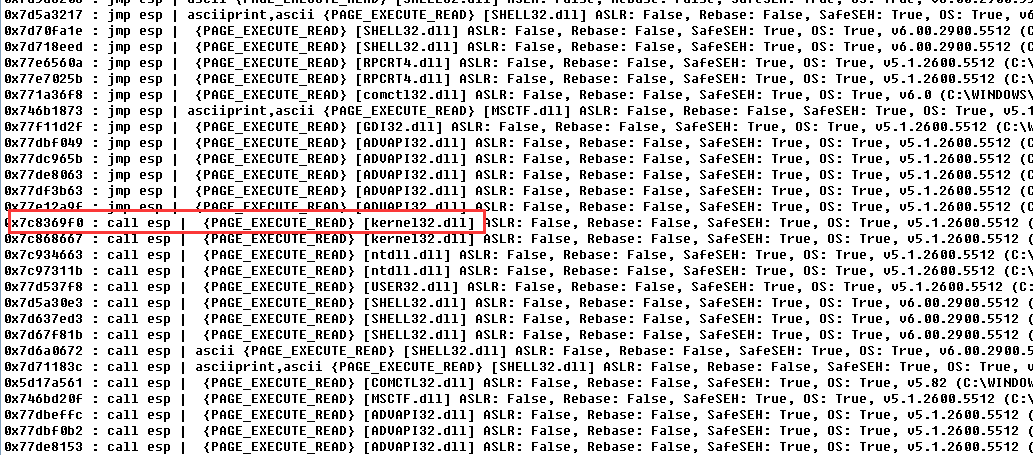 0x7d5a3217 : jmp esp | asciiprint,ascii {PAGE_EXECUTE_READ} [SHELL32.dll] ASLR: False, Rebase: False, SafeSEH: True, OS: True, v6
0x7d70fa1e : jmp esp | {PAGE_EXECUTE_READ} [SHELL32.dll] ASLR: False, Rebase: False, SafeSEH: True, OS: True, v6.00.2900.5512 (C:\
0x7d718eed : jmp esp | {PAGE_EXECUTE_READ} [SHELL32.dll] ASLR: False, Rebase: False, SafeSEH: True, OS: True, v6.00.2900.5512 (C:\
0x77e6560a : jmp esp | {PAGE_EXECUTE_READ} [RPCRT4.dll] ASLR: False, Rebase: False, SafeSEH: True, OS: True, v5.1.2600.5512 (C:\
0x77e7025b : jmp esp | {PAGE_EXECUTE_READ} [RPCRT4.dll] ASLR: False, Rebase: False, SafeSEH: True, OS: True, v5.1.2600.5512 (C:\
0x771a36f8 : jmp esp | {PAGE_EXECUTE_READ} [comctl32.dll] ASLR: False, Rebase: False, SafeSEH: True, OS: True, v6.0 (C:\WINDOWS\
0x746b1873 : jmp esp | asciiprint,ascii {PAGE_EXECUTE_READ} [MSCTF.dll] ASLR: False, Rebase: False, SafeSEH: True, OS: True, v5.1
0x77f11d2f : jmp esp | {PAGE_EXECUTE_READ} [GDI32.dll] ASLR: False, Rebase: False, SafeSEH: True, OS: True, v5.1.2600.5512 (C:\
0x77dbf049 : jmp esp | {PAGE_EXECUTE_READ} [ADVAPI32.dll] ASLR: False, Rebase: False, SafeSEH: True, OS: True, v5.1.2600.5512 (
0x77dc965b : jmp esp | {PAGE_EXECUTE_READ} [ADVAPI32.dll] ASLR: False, Rebase: False, SafeSEH: True, OS: True, v5.1.2600.5512 (
0x77de8063 : jmp esp | {PAGE_EXECUTE_READ} [ADVAPI32.dll] ASLR: False, Rebase: False, SafeSEH: True, OS: True, v5.1.2600.5512 (
0x77df3b63 : jmp esp | {PAGE_EXECUTE_READ} [ADVAPI32.dll] ASLR: False, Rebase: False, SafeSEH: True, OS: True, v5.1.2600.5512 (
0x77e12a9f : jmp esp | {PAGE_EXECUTE_READ} [ADVAPI32.dll] ASLR: False, Rebase: False, SafeSEH: True, OS: True, v5.1.2600.5512 (
0x7c8369f0 : call esp | {PAGE_EXECUTE_READ} [kernel32.dll] ASLR: False, Rebase: False, SafeSEH: True, OS: True, v5.1.2600.5512 (
0x7c868667 : call esp | {PAGE_EXECUTE_READ} [kernel32.dll] ASLR: False, Rebase: False, SafeSEH: True, OS: True, v5.1.2600.5512 (
0x7c934663 : call esp | {PAGE_EXECUTE_READ} [ntdll.dll] ASLR: False, Rebase: False, SafeSEH: True, OS: True, v5.1.2600.5512 (C:\
0x7c97311b : call esp | {PAGE_EXECUTE_READ} [ntdll.dll] ASLR: False, Rebase: False, SafeSEH: True, OS: True, v5.1.2600.5512 (C:\
0x77d537f8 : call esp | {PAGE_EXECUTE_READ} [USER32.dll] ASLR: False, Rebase: False, SafeSEH: True, OS: True, v5.1.2600.5512 (C:
0x7d5a30e3 : call esp | {PAGE_EXECUTE_READ} [SHELL32.dll] ASLR: False, Rebase: False, SafeSEH: True, OS: True, v6.00.2900.5512 (
0x7d637ed3 : call esp | {PAGE_EXECUTE_READ} [SHELL32.dll] ASLR: False, Rebase: False, SafeSEH: True, OS: True, v6.00.2900.5512 (
0x7d67f81b : call esp | {PAGE_EXECUTE_READ} [SHELL32.dll] ASLR: False, Rebase: False, SafeSEH: True, OS: True, v6.00.2900.5512 (
0x7d6a0672 : call esp | ascii {PAGE_EXECUTE_READ} [SHELL32.dll] ASLR: False, Rebase: False, SafeSEH: True, OS: True, v6.00.2900.5
0x7d71183c : call esp | asciiprint,ascii {PAGE_EXECUTE_READ} [SHELL32.dll] ASLR: False, Rebase: False, SafeSEH: True, OS: True, v
0x5d17a561 : call esp | {PAGE_EXECUTE_READ} [COMCTL32.dll] ASLR: False, Rebase: False, SafeSEH: True, OS: True, v5.82 (C:\WINDOW
0x746bd20f : call esp | {PAGE_EXECUTE_READ} [MSCTF.dll] ASLR: False, Rebase: False, SafeSEH: True, OS: True, v5.1.2600.5512 (C:\
0x77dbeffc : call esp | {PAGE_EXECUTE_READ} [ADVAPI32.dll] ASLR: False, Rebase: False, SafeSEH: True, OS: True, v5.1.2600.5512 (
0x77dbf0b2 : call esp | {PAGE_EXECUTE_READ} [ADVAPI32.dll] ASLR: False, Rebase: False, SafeSEH: True, OS: True, v5.1.2600.5512 (
0x77de8153 : call esp | {PAGE_EXECUTE_READ} [ADVAPI32.dll] ASLR: False, Rebase: False, SafeSEH: True, OS: True, v5.1.2600.5512 (